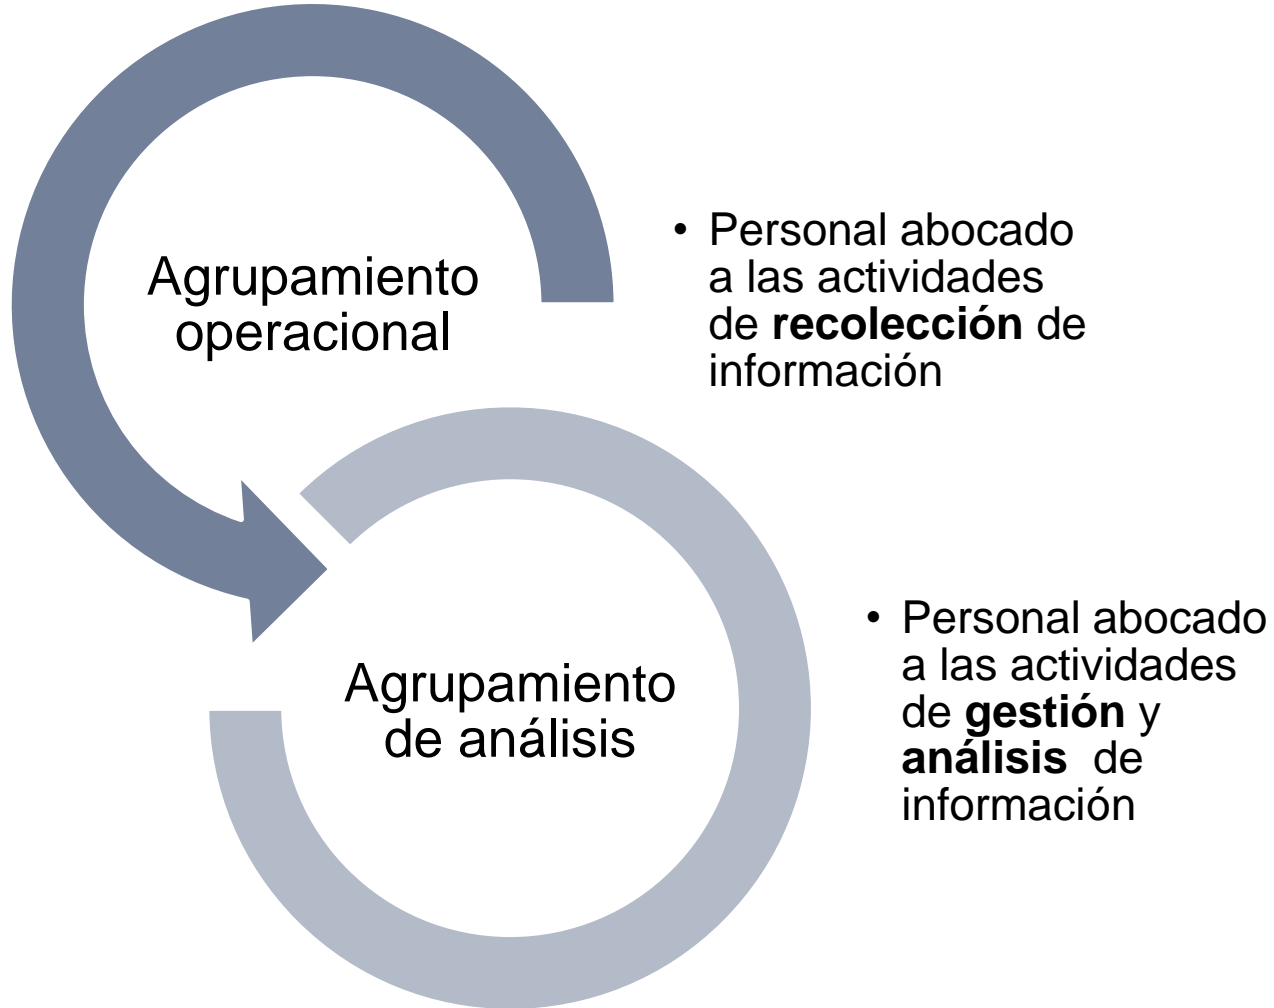 Agrupamiento
operacional
• Personal abocado
a las actividades
de recolección de
información
Agrupamiento
de análisis
• Personal abocado
a las actividades
de gestión y
análisis de
información